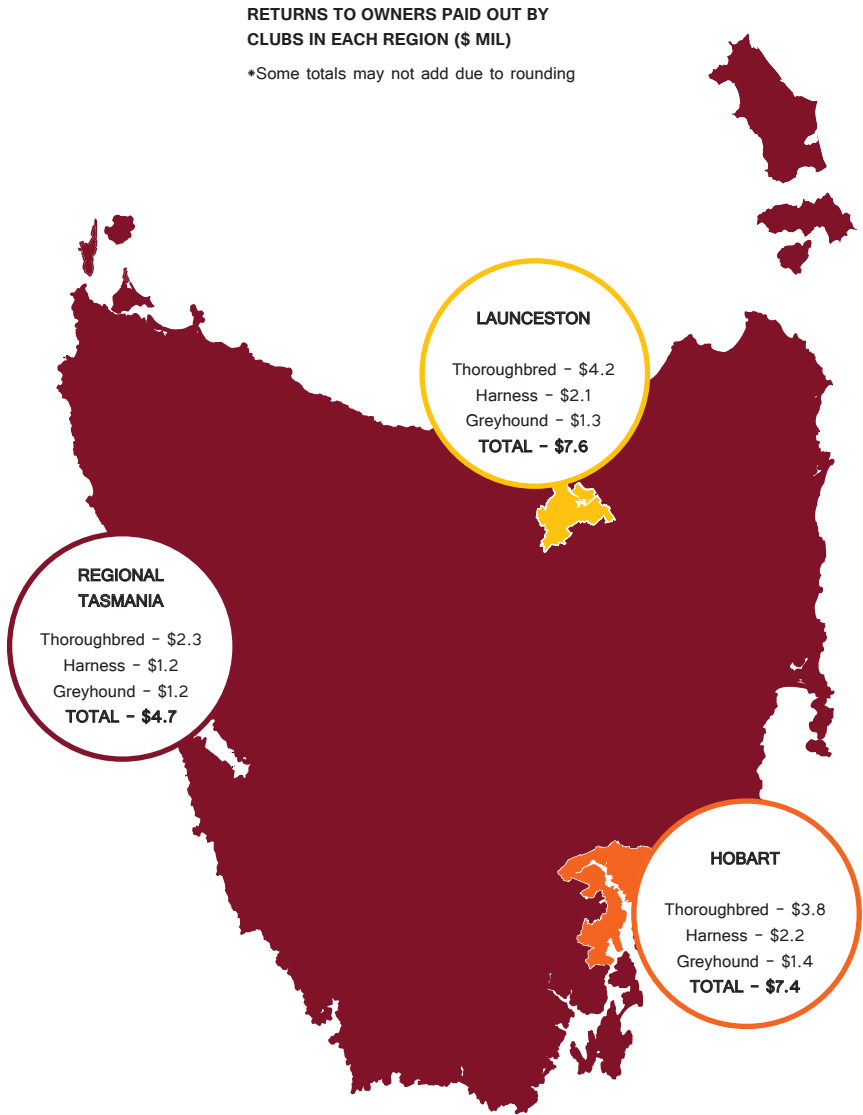 RETURNS TO OWNERS PAID OUT BY
CLUBS IN EACH REGION ($ MIL)
*Some totals may not add due to rounding
LAUNCESTON
Thoroughbred – $4.2
Harness – $2.1
Greyhound – $1.3
TOTAL – $7.6
REGIONAL
TASMANIA
Thoroughbred – $2.3
Harness – $1.2
Greyhound – $1.2
TOTAL – $4.7
HOBART
Thoroughbred – $3.8
Harness – $2.2
Greyhound – $1.4
TOTAL – $7.4